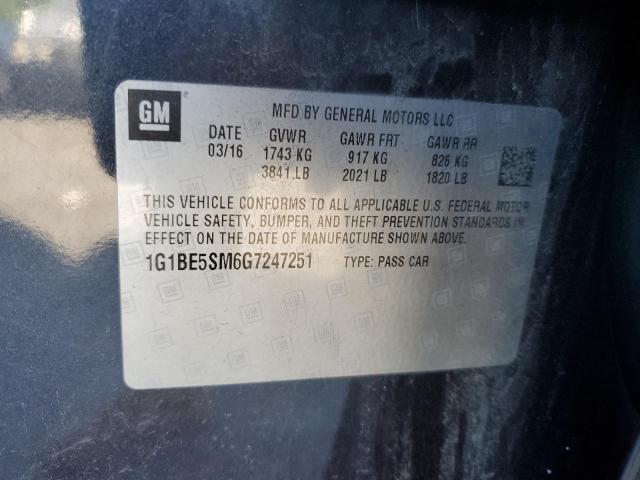 GM
MFD BY GENERAL MOTORS LLC
DATE GVWR GAWR FRT GAWR RR
03/16 1743 KG 917 KG 826 KG
3841 LB 2021 LB 1820 LB
THIS VEHICLE CONFORMS TO ALL APPLICABLE U.S. FEDERAL MOTOR
VEHICLE SAFETY, BUMPER, AND THEFT PREVENTION STANDARDS IN
EFFECT ON THE DATE OF MANUFACTURE SHOWN ABOVE.
1G1BE5SM6G7247251 TYPE: PASS CAR